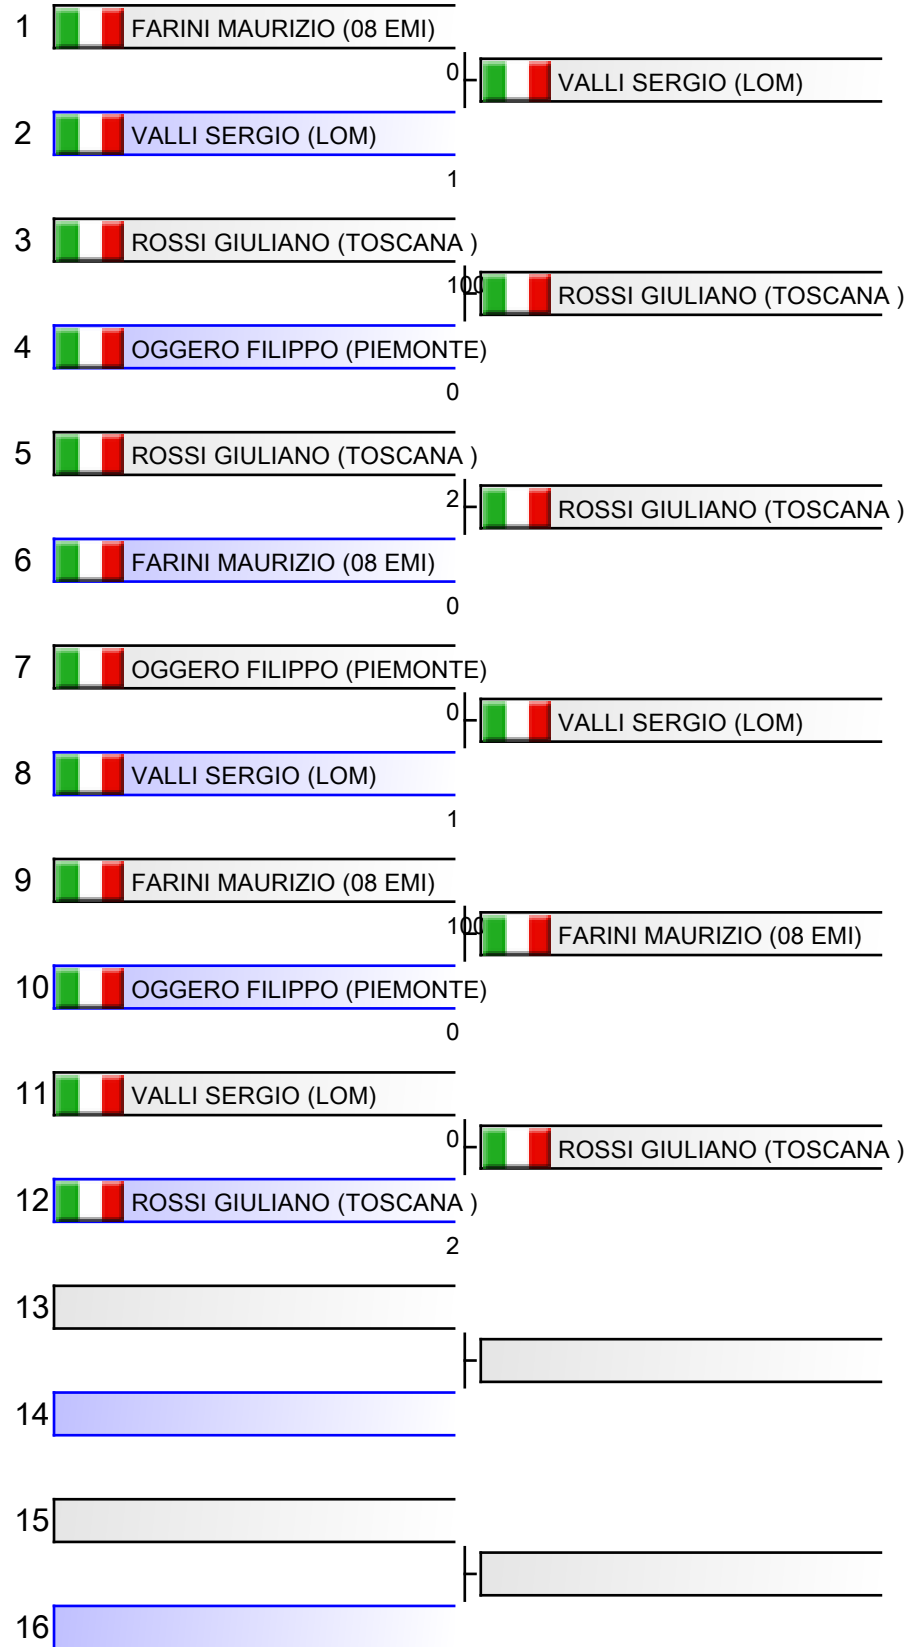 1 FARINI MAURIZIO (08 EMI)
0 VALLI SERGIO (LOM)
2 VALLI SERGIO (LOM)
1
3 ROSSI GIULIANO (TOSCANA )
100 ROSSI GIULIANO (TOSCANA )
4 OGGERO FILIPPO (PIEMONTE)
0
5 ROSSI GIULIANO (TOSCANA )
2 ROSSI GIULIANO (TOSCANA )
6 FARINI MAURIZIO (08 EMI)
0
7 OGGERO FILIPPO (PIEMONTE)
0 VALLI SERGIO (LOM)
8 VALLI SERGIO (LOM)
1
9 FARINI MAURIZIO (08 EMI)
100 FARINI MAURIZIO (08 EMI)
10 OGGERO FILIPPO (PIEMONTE)
0
11 VALLI SERGIO (LOM)
0 ROSSI GIULIANO (TOSCANA )
12 ROSSI GIULIANO (TOSCANA )
2
13
14
15
16